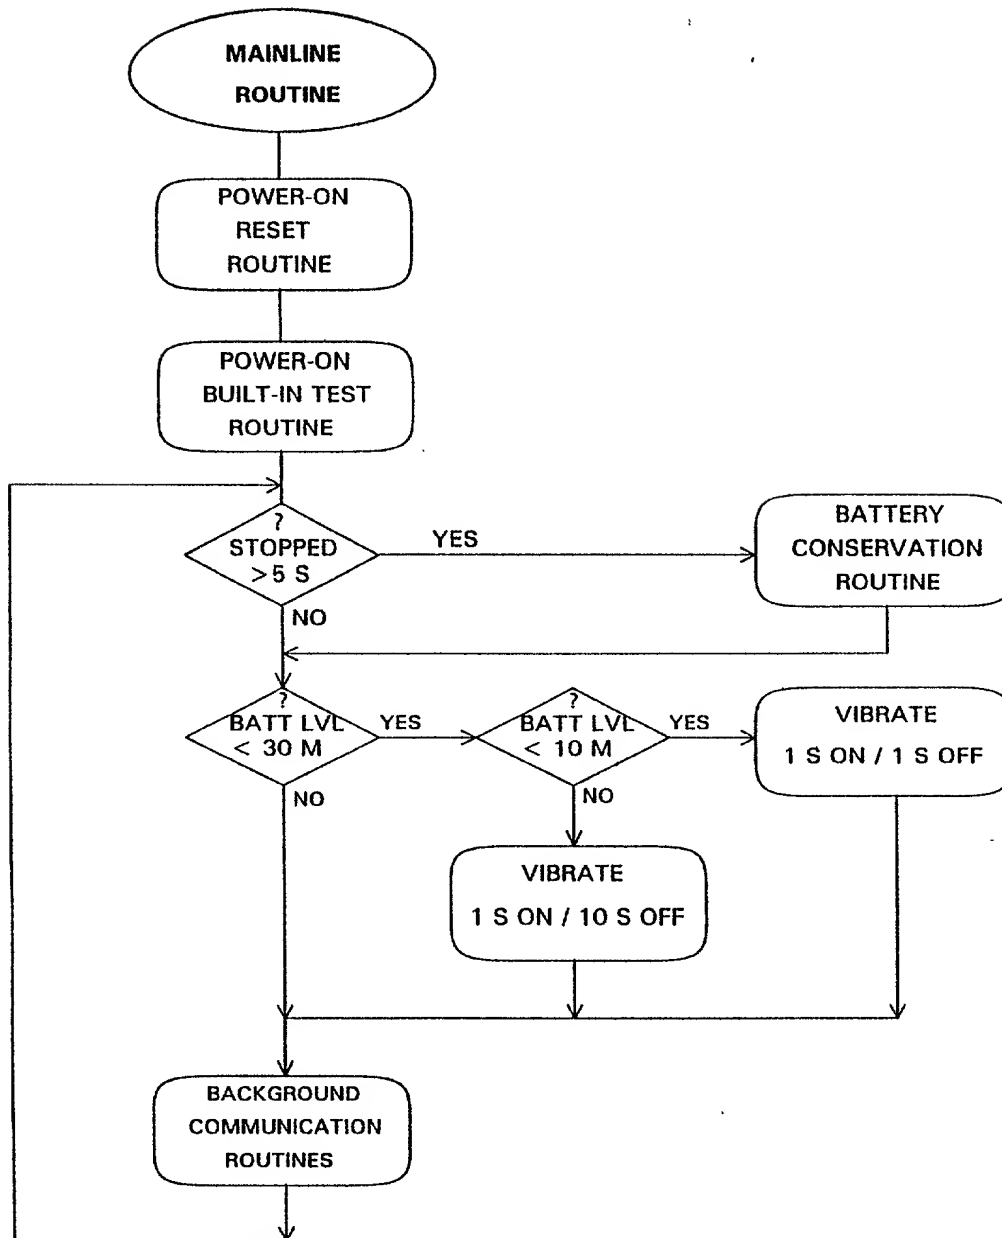 MAINLINE
ROUTINE
POWER-ON
RESET
ROUTINE
POWER-ON
BUILT-IN TEST
ROUTINE
?
STOPPED
>5 S
YES
BATTERY
CONSERVATION
ROUTINE
NO
?
BATT LVL
< 30 M
YES
?
BATT LVL
< 10 M
YES
VIBRATE
1 S ON / 1 S OFF
NO
NO
VIBRATE
1 S ON / 10 S OFF
BACKGROUND
COMMUNICATION
ROUTINES